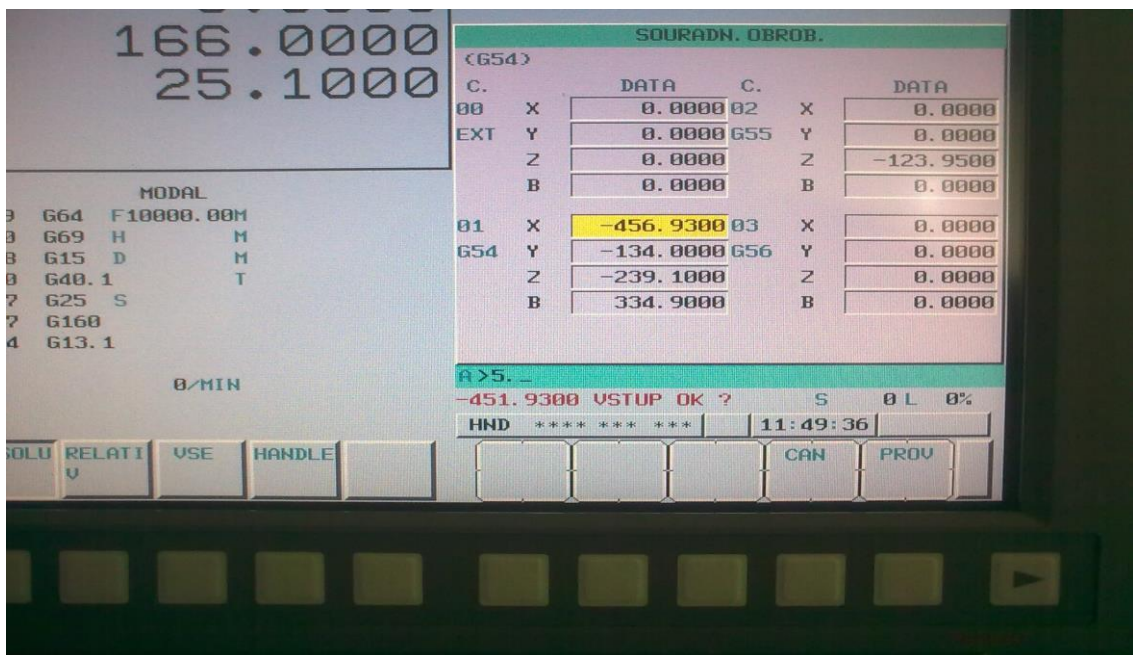 166.0000
25.1000
MODAL
G64 F10000.00M
G69 H M
G15 D M
G40.1 T
G25 S
G160
G13.1
0/MIN
RELATI
V
VSE
HANDLE
SOURADN. OBROB.
(G54)
C. DATA C. DATA
00 X 0.0000 02 X 0.0000
EXT Y 0.0000 G55 Y 0.0000
Z 0.0000 Z -123.9500
B 0.0000 B 0.0000
01 X -456.9300 03 X 0.0000
G54 Y -134.0000 G56 Y 0.0000
Z -239.1000 Z 0.0000
B 334.9000 B 0.0000
A >5. _
-451.9300 VSTUP OK ? S 0 L 0%
HND **** *** *** 11:49:36
CAN PROV